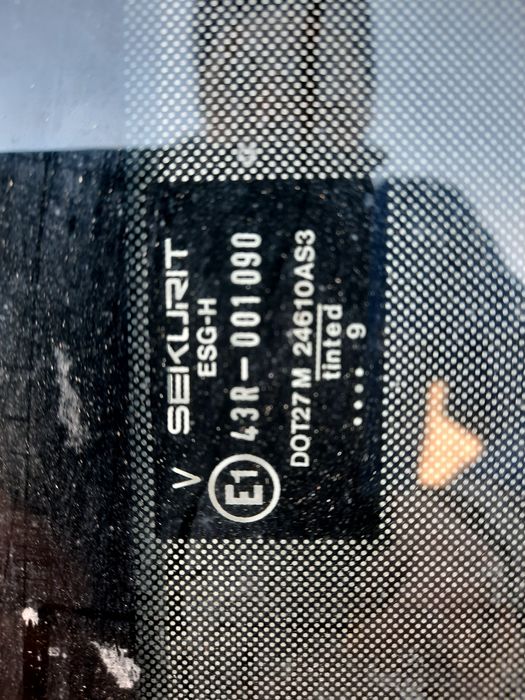 V SEKURIT
ESG-H
E1 43R-001090
DOT27 M 24610AS3
tinted
.... 9